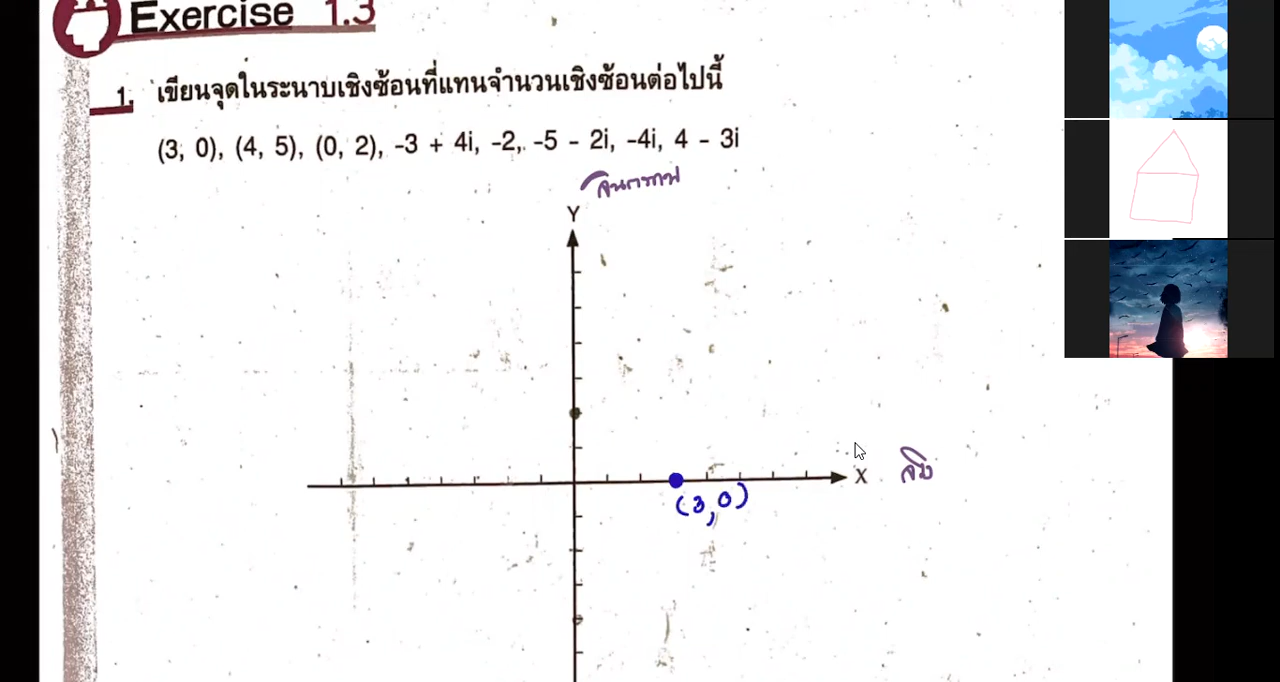 Exercise 1.3
1. เขียนจุดในระนาบเชิงซ้อนที่แทนจำนวนเชิงซ้อนต่อไปนี้
(3, 0), (4, 5), (0, 2), -3 + 4i, -2, -5 - 2i, -4i, 4 - 3i
จินตภาพ
Y
X จริง
(3,0)